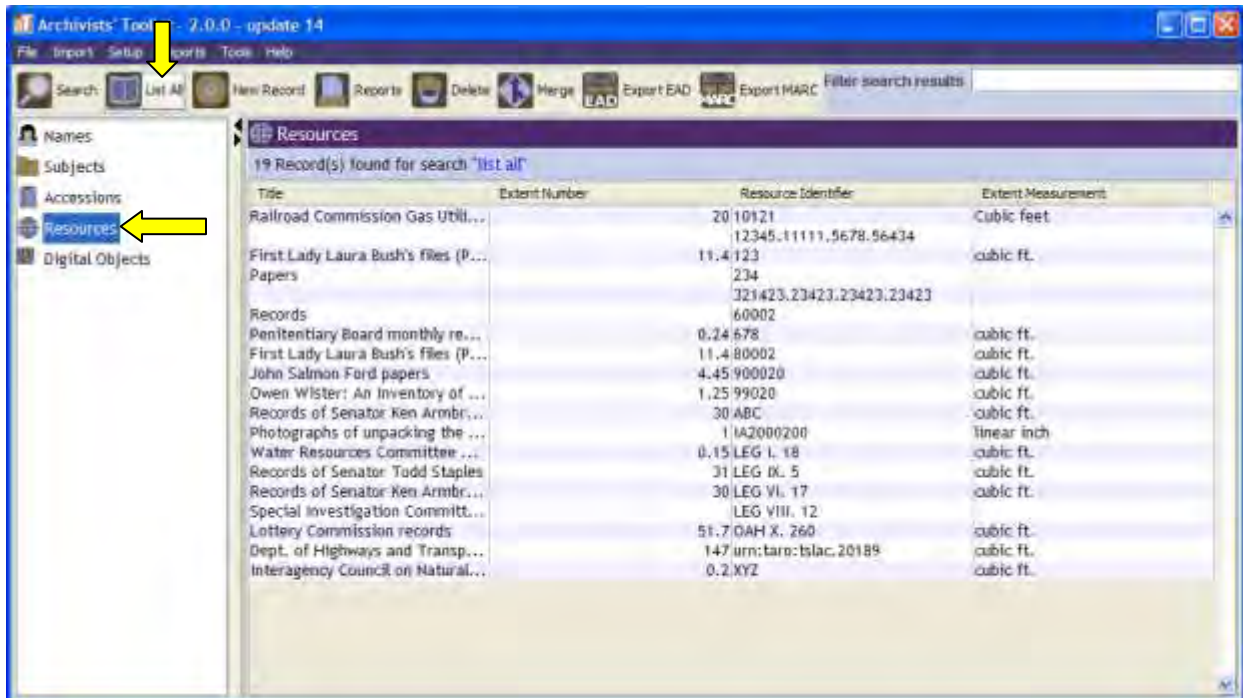 Archivists' Tool - 2.0.0 - update 14
File Import Setup Reports Tools Help
Search List All New Record Reports Delete Merge EAD Export EAD MARC Export MARC Filter search results
Names
Subjects
Accessions
Resources
Digital Objects
Resources
19 Record(s) found for search "list all"
Title Extent Number Resource Identifier Extent Measurement
Railroad Commission Gas Utili... 20 10121 Cubic feet
12345.11111.5678.56434
First Lady Laura Bush's files (P... 11.4 123 cubic ft.
Papers 234
321423.23423.23423.23423
Records 60002
Penitentiary Board monthly re... 0.24 678 cubic ft.
First Lady Laura Bush's files (P... 11.4 80002 cubic ft.
John Salmon Ford papers 4.45 900020 cubic ft.
Owen Wister: An Inventory of ... 1.25 99020 cubic ft.
Records of Senator Ken Armbr... 30 ABC cubic ft.
Photographs of unpacking the ... 1 IA2000200 linear inch
Water Resources Committee ... 0.15 LEG I. 18 cubic ft.
Records of Senator Todd Staples 31 LEG IX. 5 cubic ft.
Records of Senator Ken Armbr... 30 LEG VI. 17 cubic ft.
Special Investigation Committ... LEG VIII. 12
Lottery Commission records 51.7 OAH X. 260 cubic ft.
Dept. of Highways and Transp... 147 urn:taro:tslac.20189 cubic ft.
Interagency Council on Natural... 0.2 XYZ cubic ft.